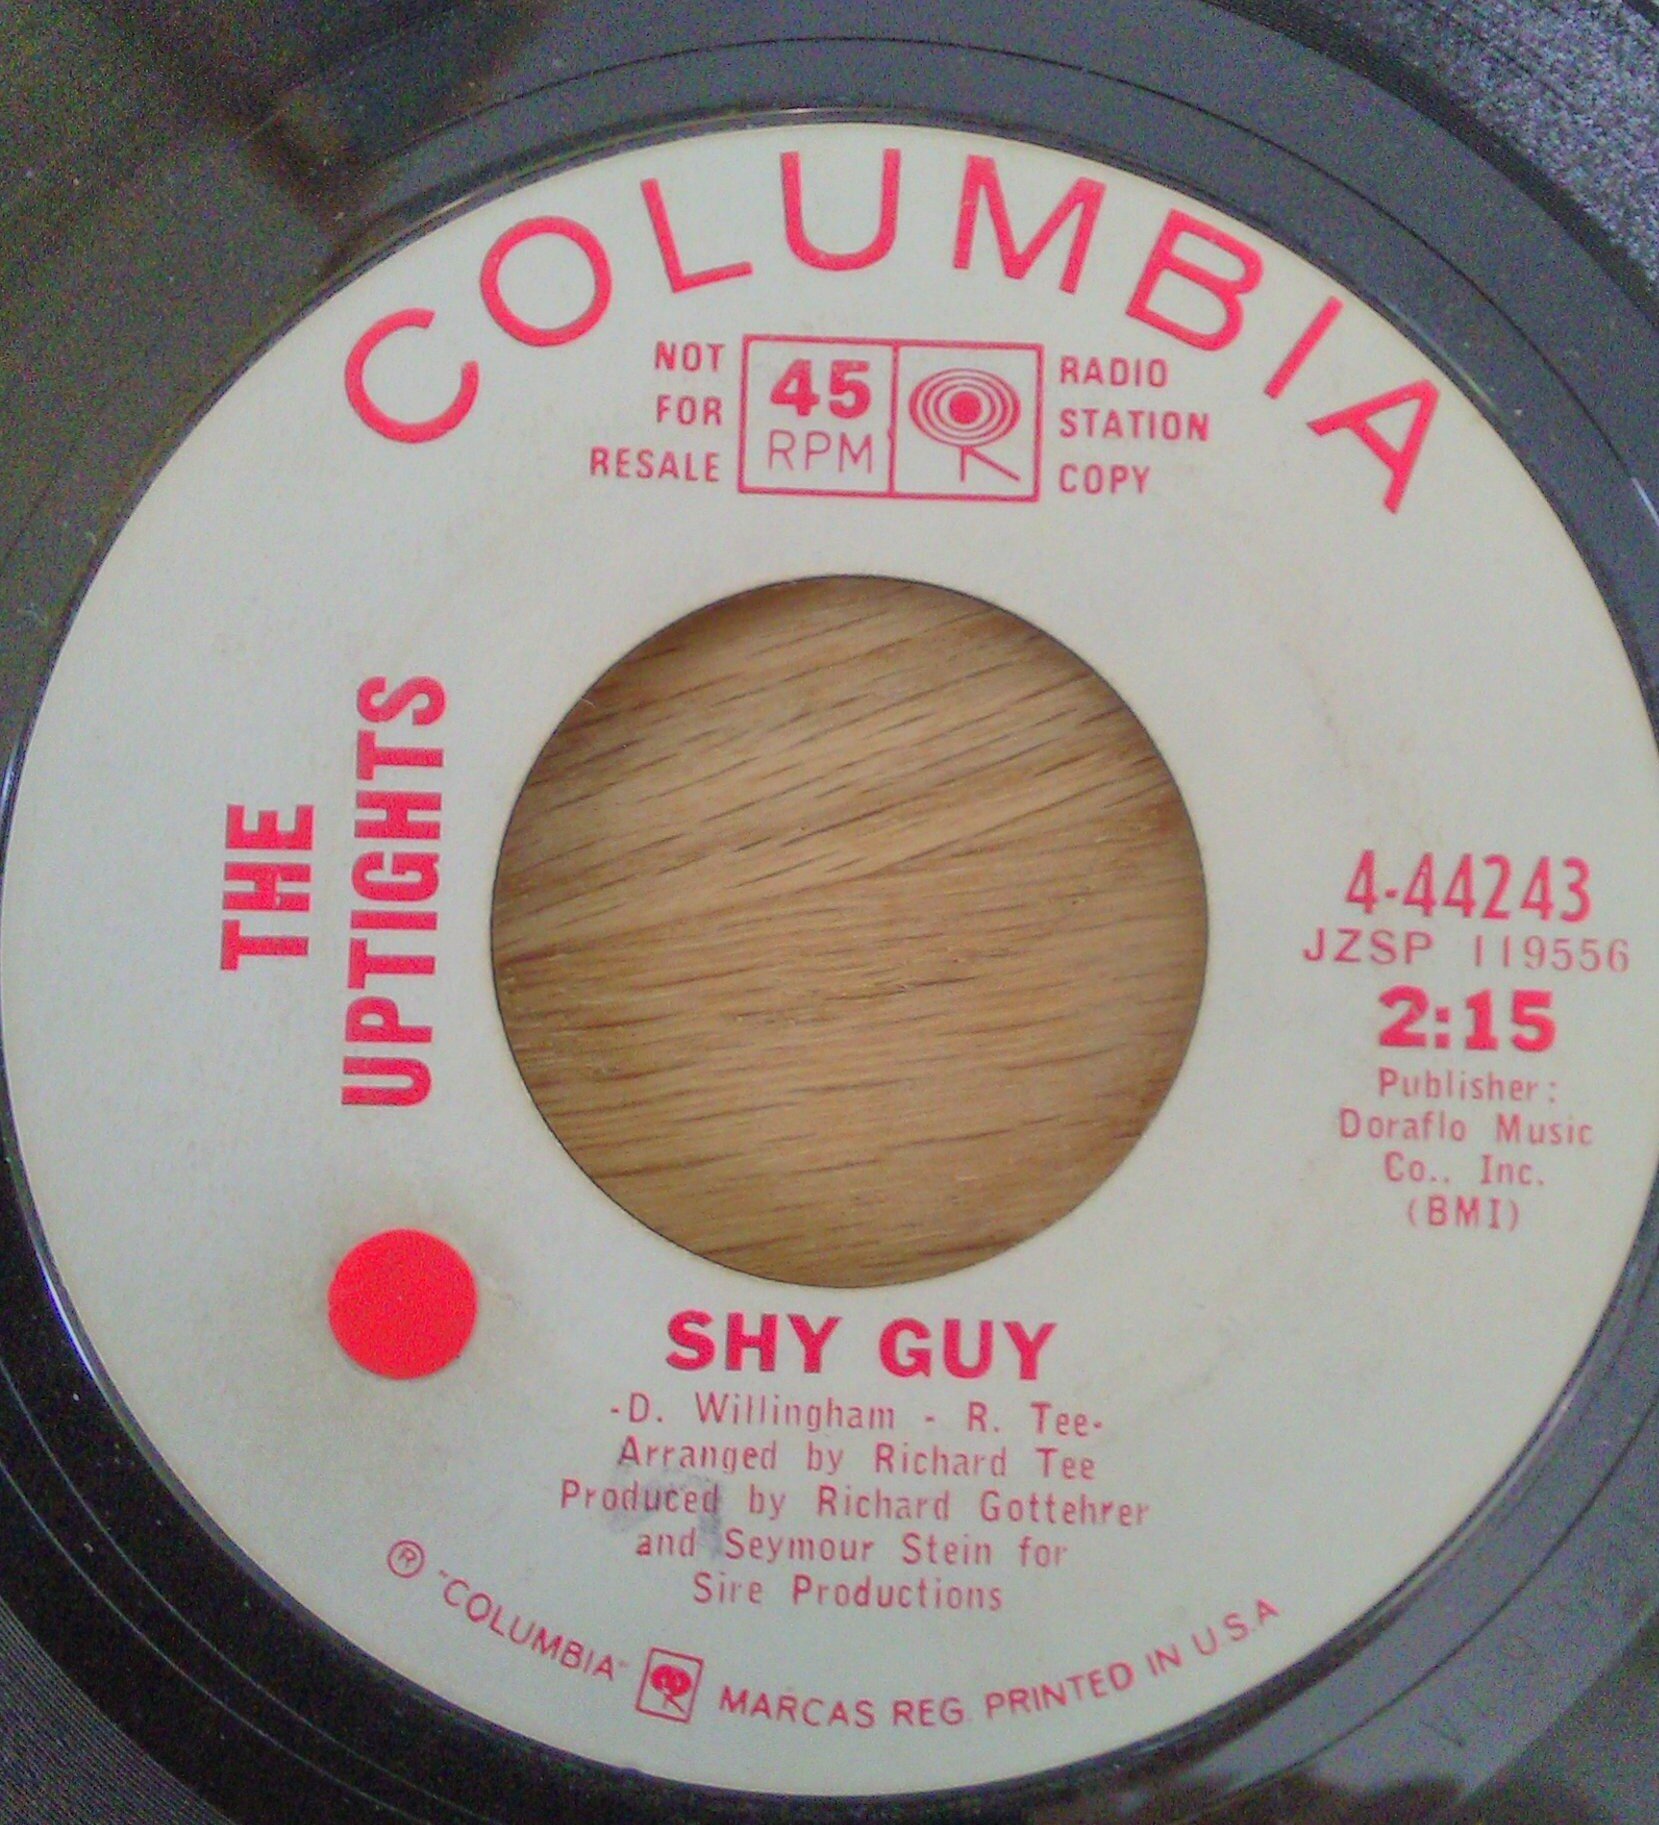 COLUMBIA
NOT
FOR
RESALE
45
RPM
RADIO
STATION
COPY
THE
UPTIGHTS
4-44243
JZSP 119556
2:15
Publisher:
Doraflo Music
Co., Inc.
(BMI)
SHY GUY
-D. Willingham - R. Tee-
Arranged by Richard Tee
Produced by Richard Gottehrer
and Seymour Stein for
Sire Productions
® "COLUMBIA" MARCAS REG. PRINTED IN U.S.A